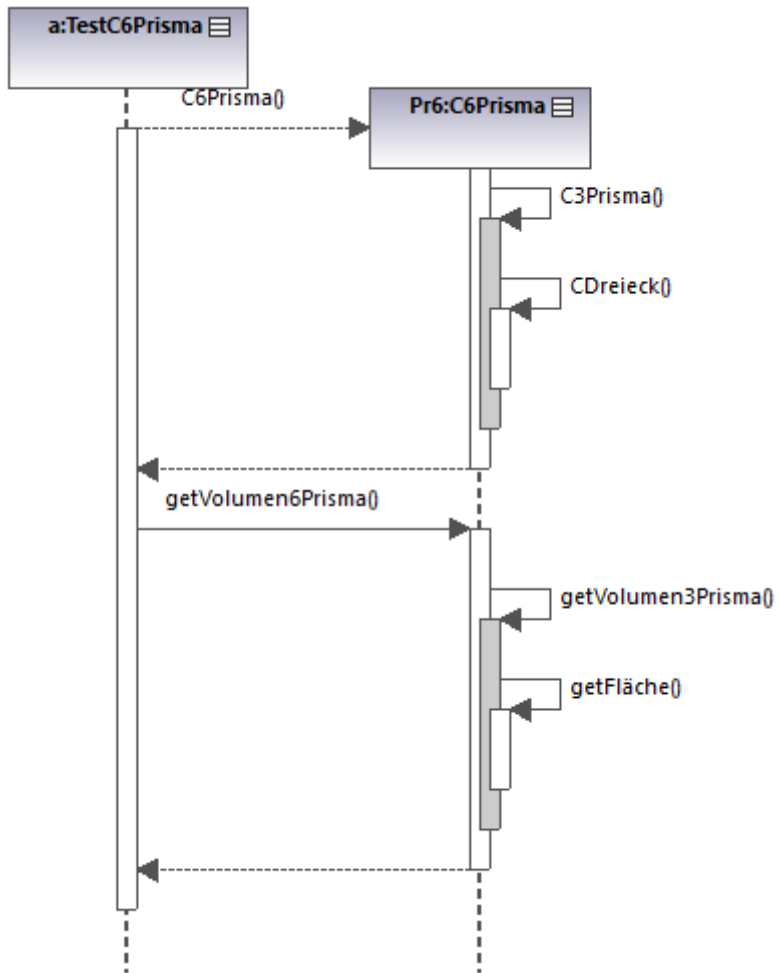 a:TestC6Prisma
C6Prisma()
Pr6:C6Prisma
C3Prisma()
CDreieck()
getVolumen6Prisma()
getVolumen3Prisma()
getFläche()